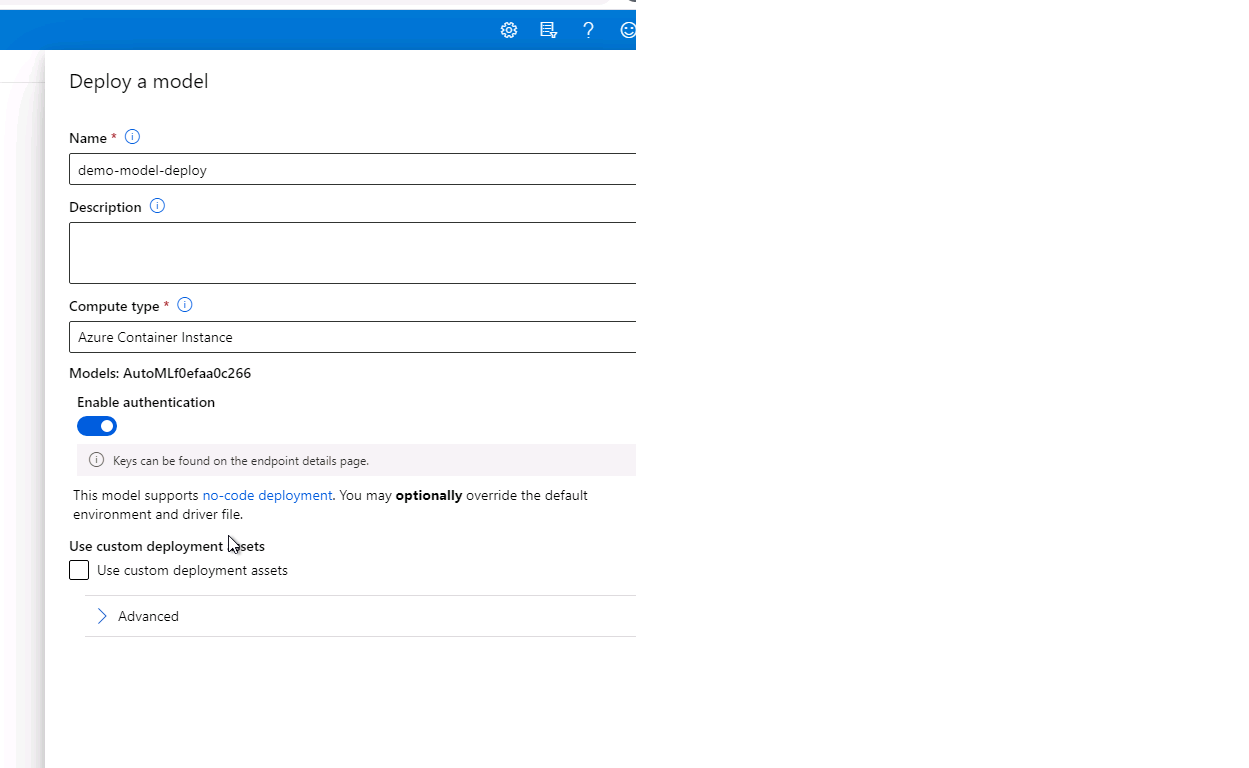 Deploy a model
Name *
demo-model-deploy
Description
Compute type *
Azure Container Instance
Models: AutoMLf0efaa0c266
Enable authentication
Keys can be found on the endpoint details page.
This model supports no-code deployment. You may optionally override the default
environment and driver file.
Use custom deployment assets
Use custom deployment assets
Advanced